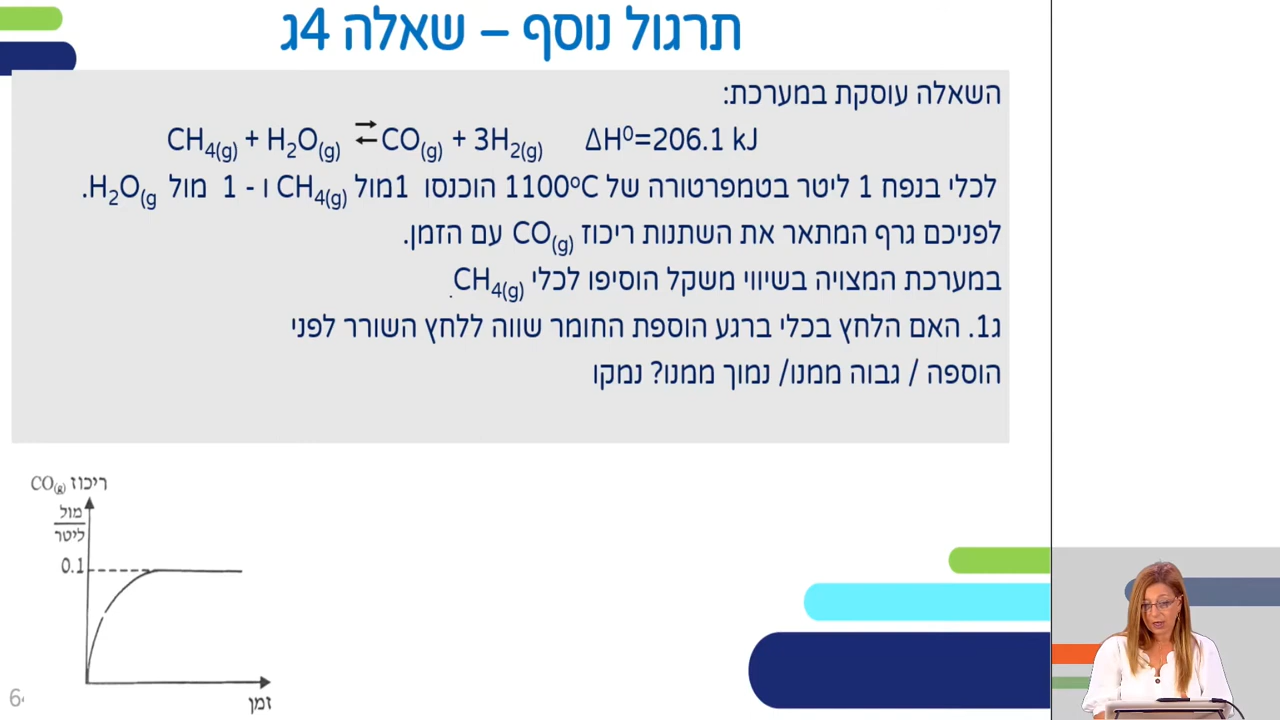 תרגול נוסף – שאלה 4ג
השאלה עוסקת במערכת:
CH4(g) + H2O(g) ⇄ CO(g) + 3H2(g) ΔH⁰=206.1 kJ
לכלי בנפח 1 ליטר בטמפרטורה של 1100⁰C הוכנסו 1מול CH4(g) ו - 1 מול H2O(g.
לפניכם גרף המתאר את השתנות ריכוז CO(g) עם הזמן.
במערכת המצויה בשיווי משקל הוסיפו לכלי CH4(g).
ג1. האם הלחץ בכלי ברגע הוספת החומר שווה ללחץ השורר לפני
הוספה / גבוה ממנו/ נמוך ממנו? נמקו
ריכוז CO(g)
מול
ליטר
0.1
זמן